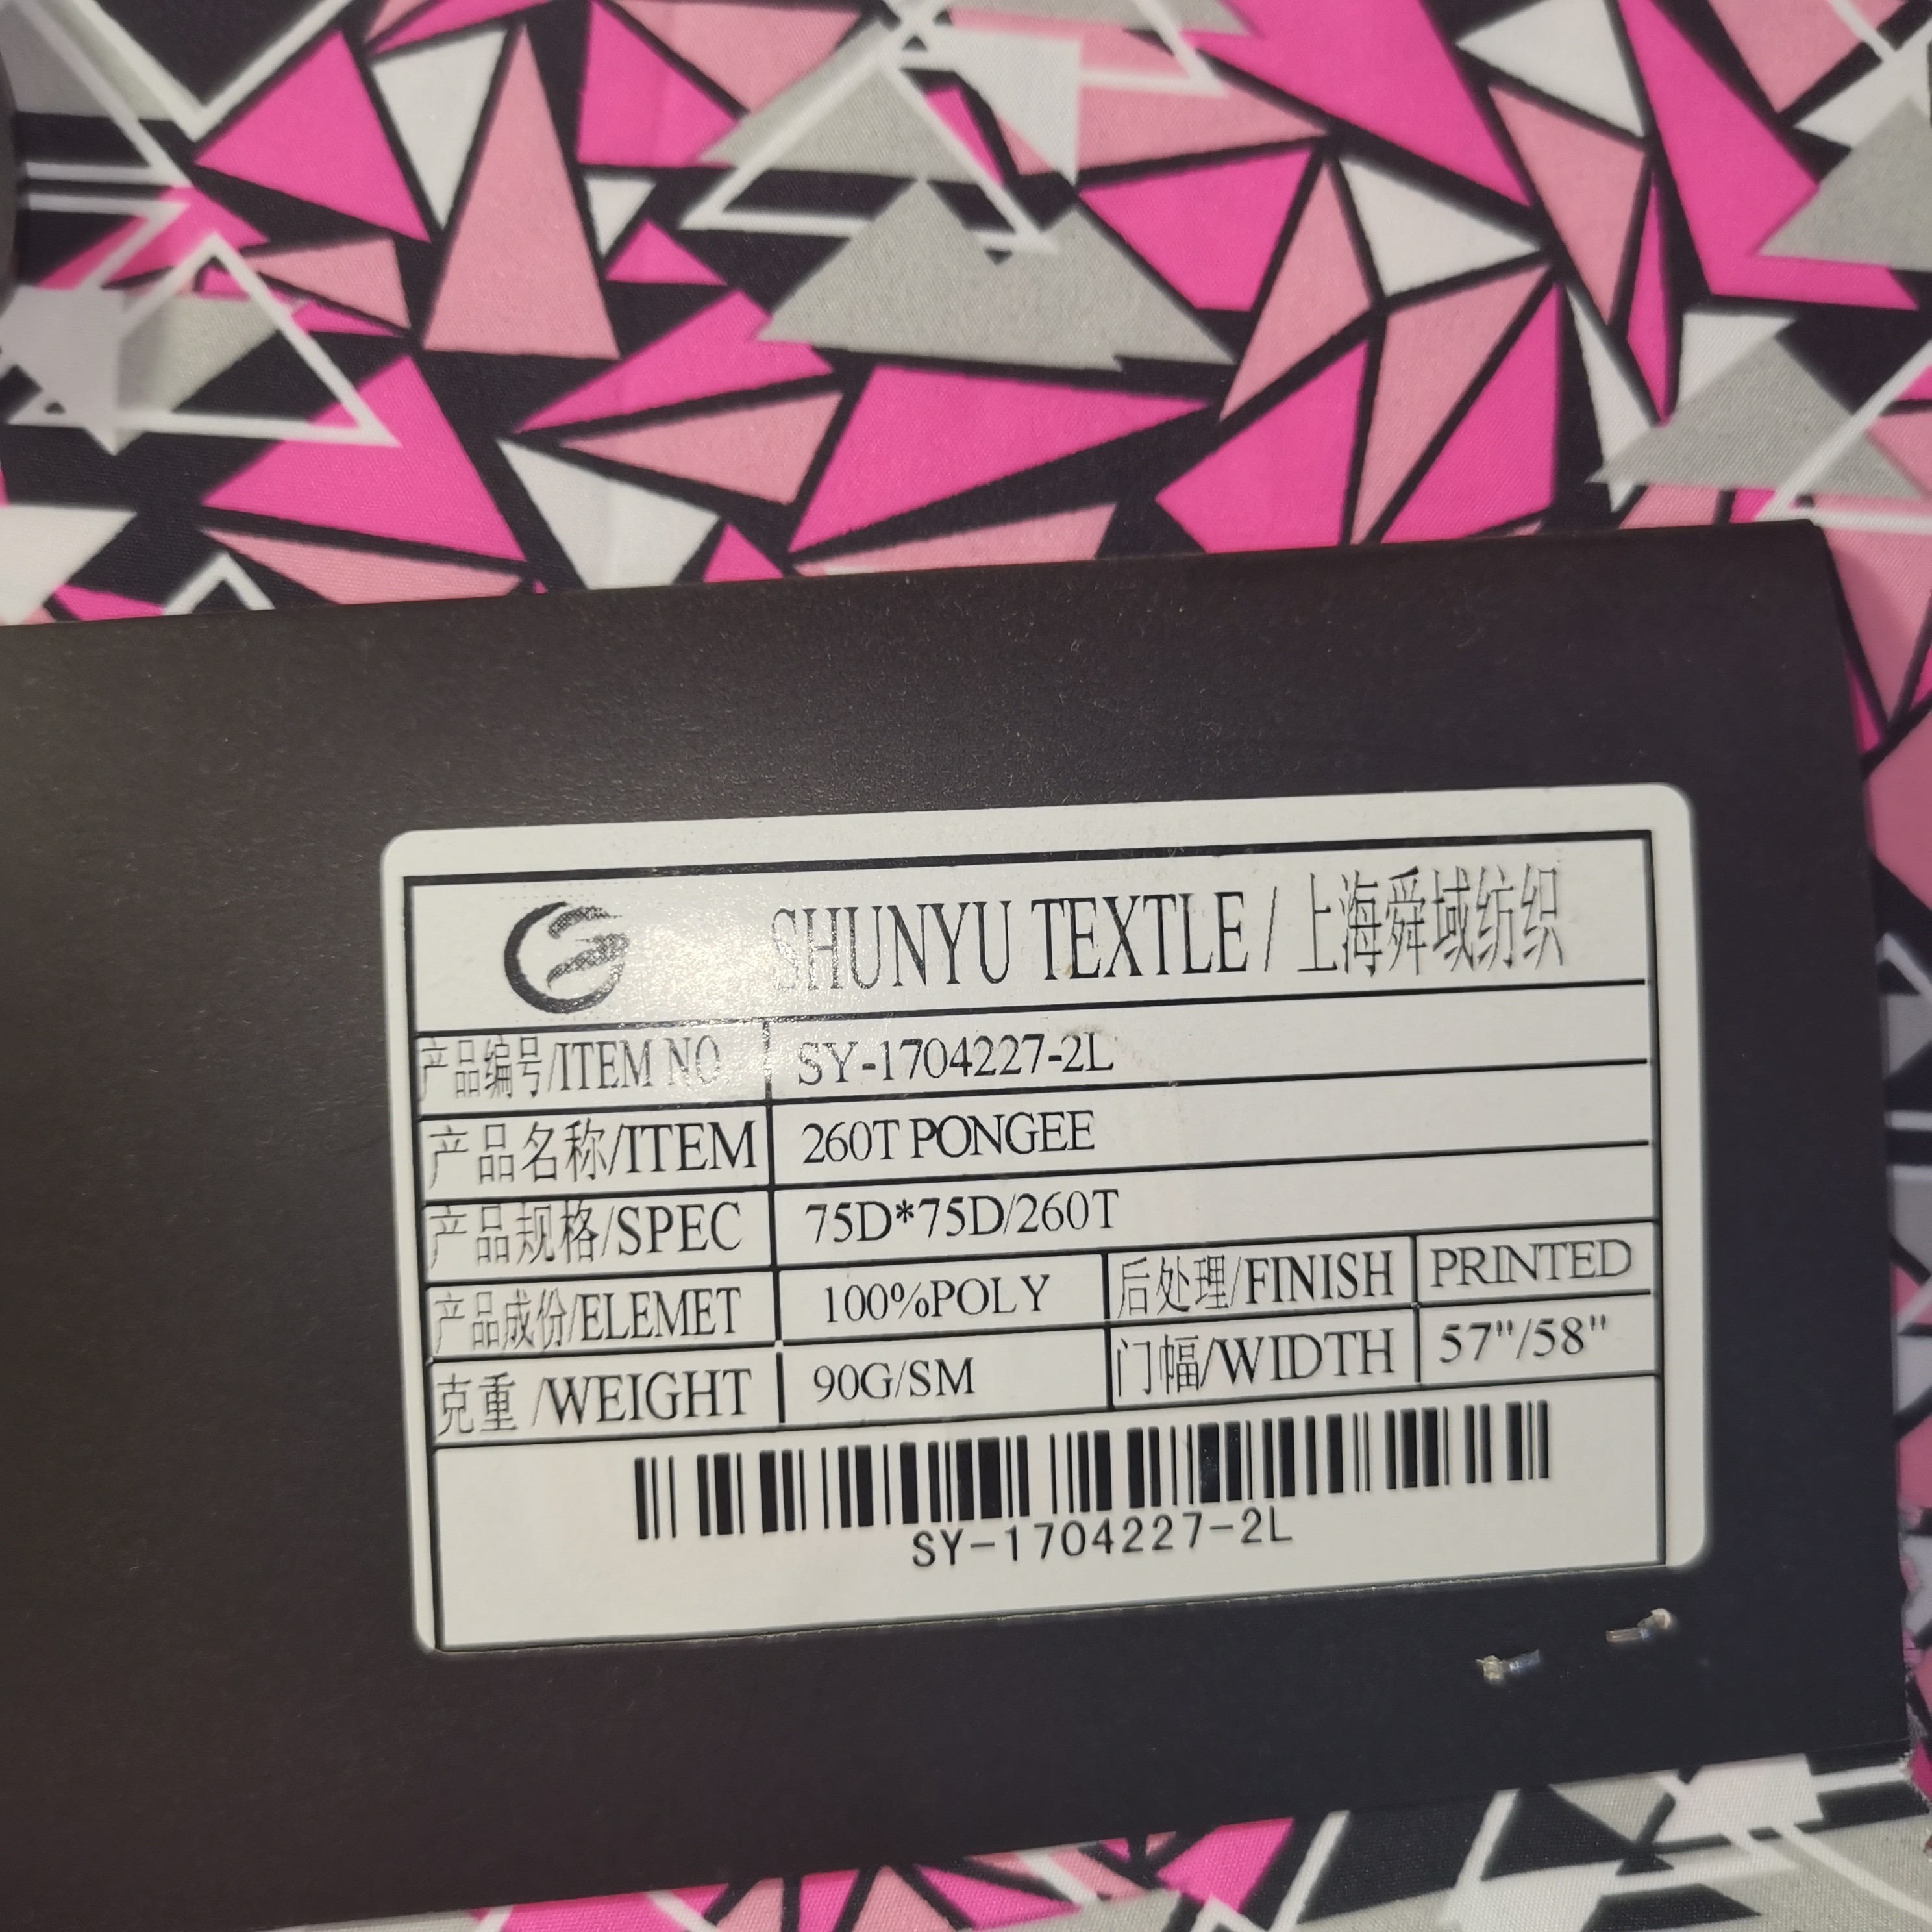 SHUNYU TEXTLE / 上海舜域纺织
产品编号/ITEM NO SY-1704227-2L
产品名称/ITEM 260T PONGEE
产品规格/SPEC 75D*75D/260T
产品成份/ELEMET 100%POLY 后处理/FINISH PRINTED
克重 /WEIGHT 90G/SM 门幅/WIDTH 57"/58"
SY-1704227-2L